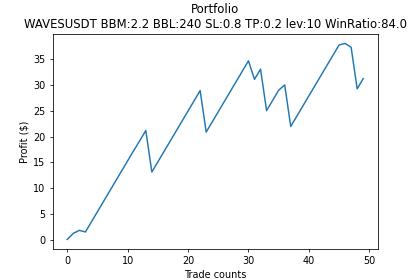 Portfolio
WAVESUSDT BBM:2.2 BBL:240 SL:0.8 TP:0.2 lev:10 WinRatio:84.0
Profit ($)
35
30
25
20
15
10
5
0
0 10 20 30 40 50
Trade counts